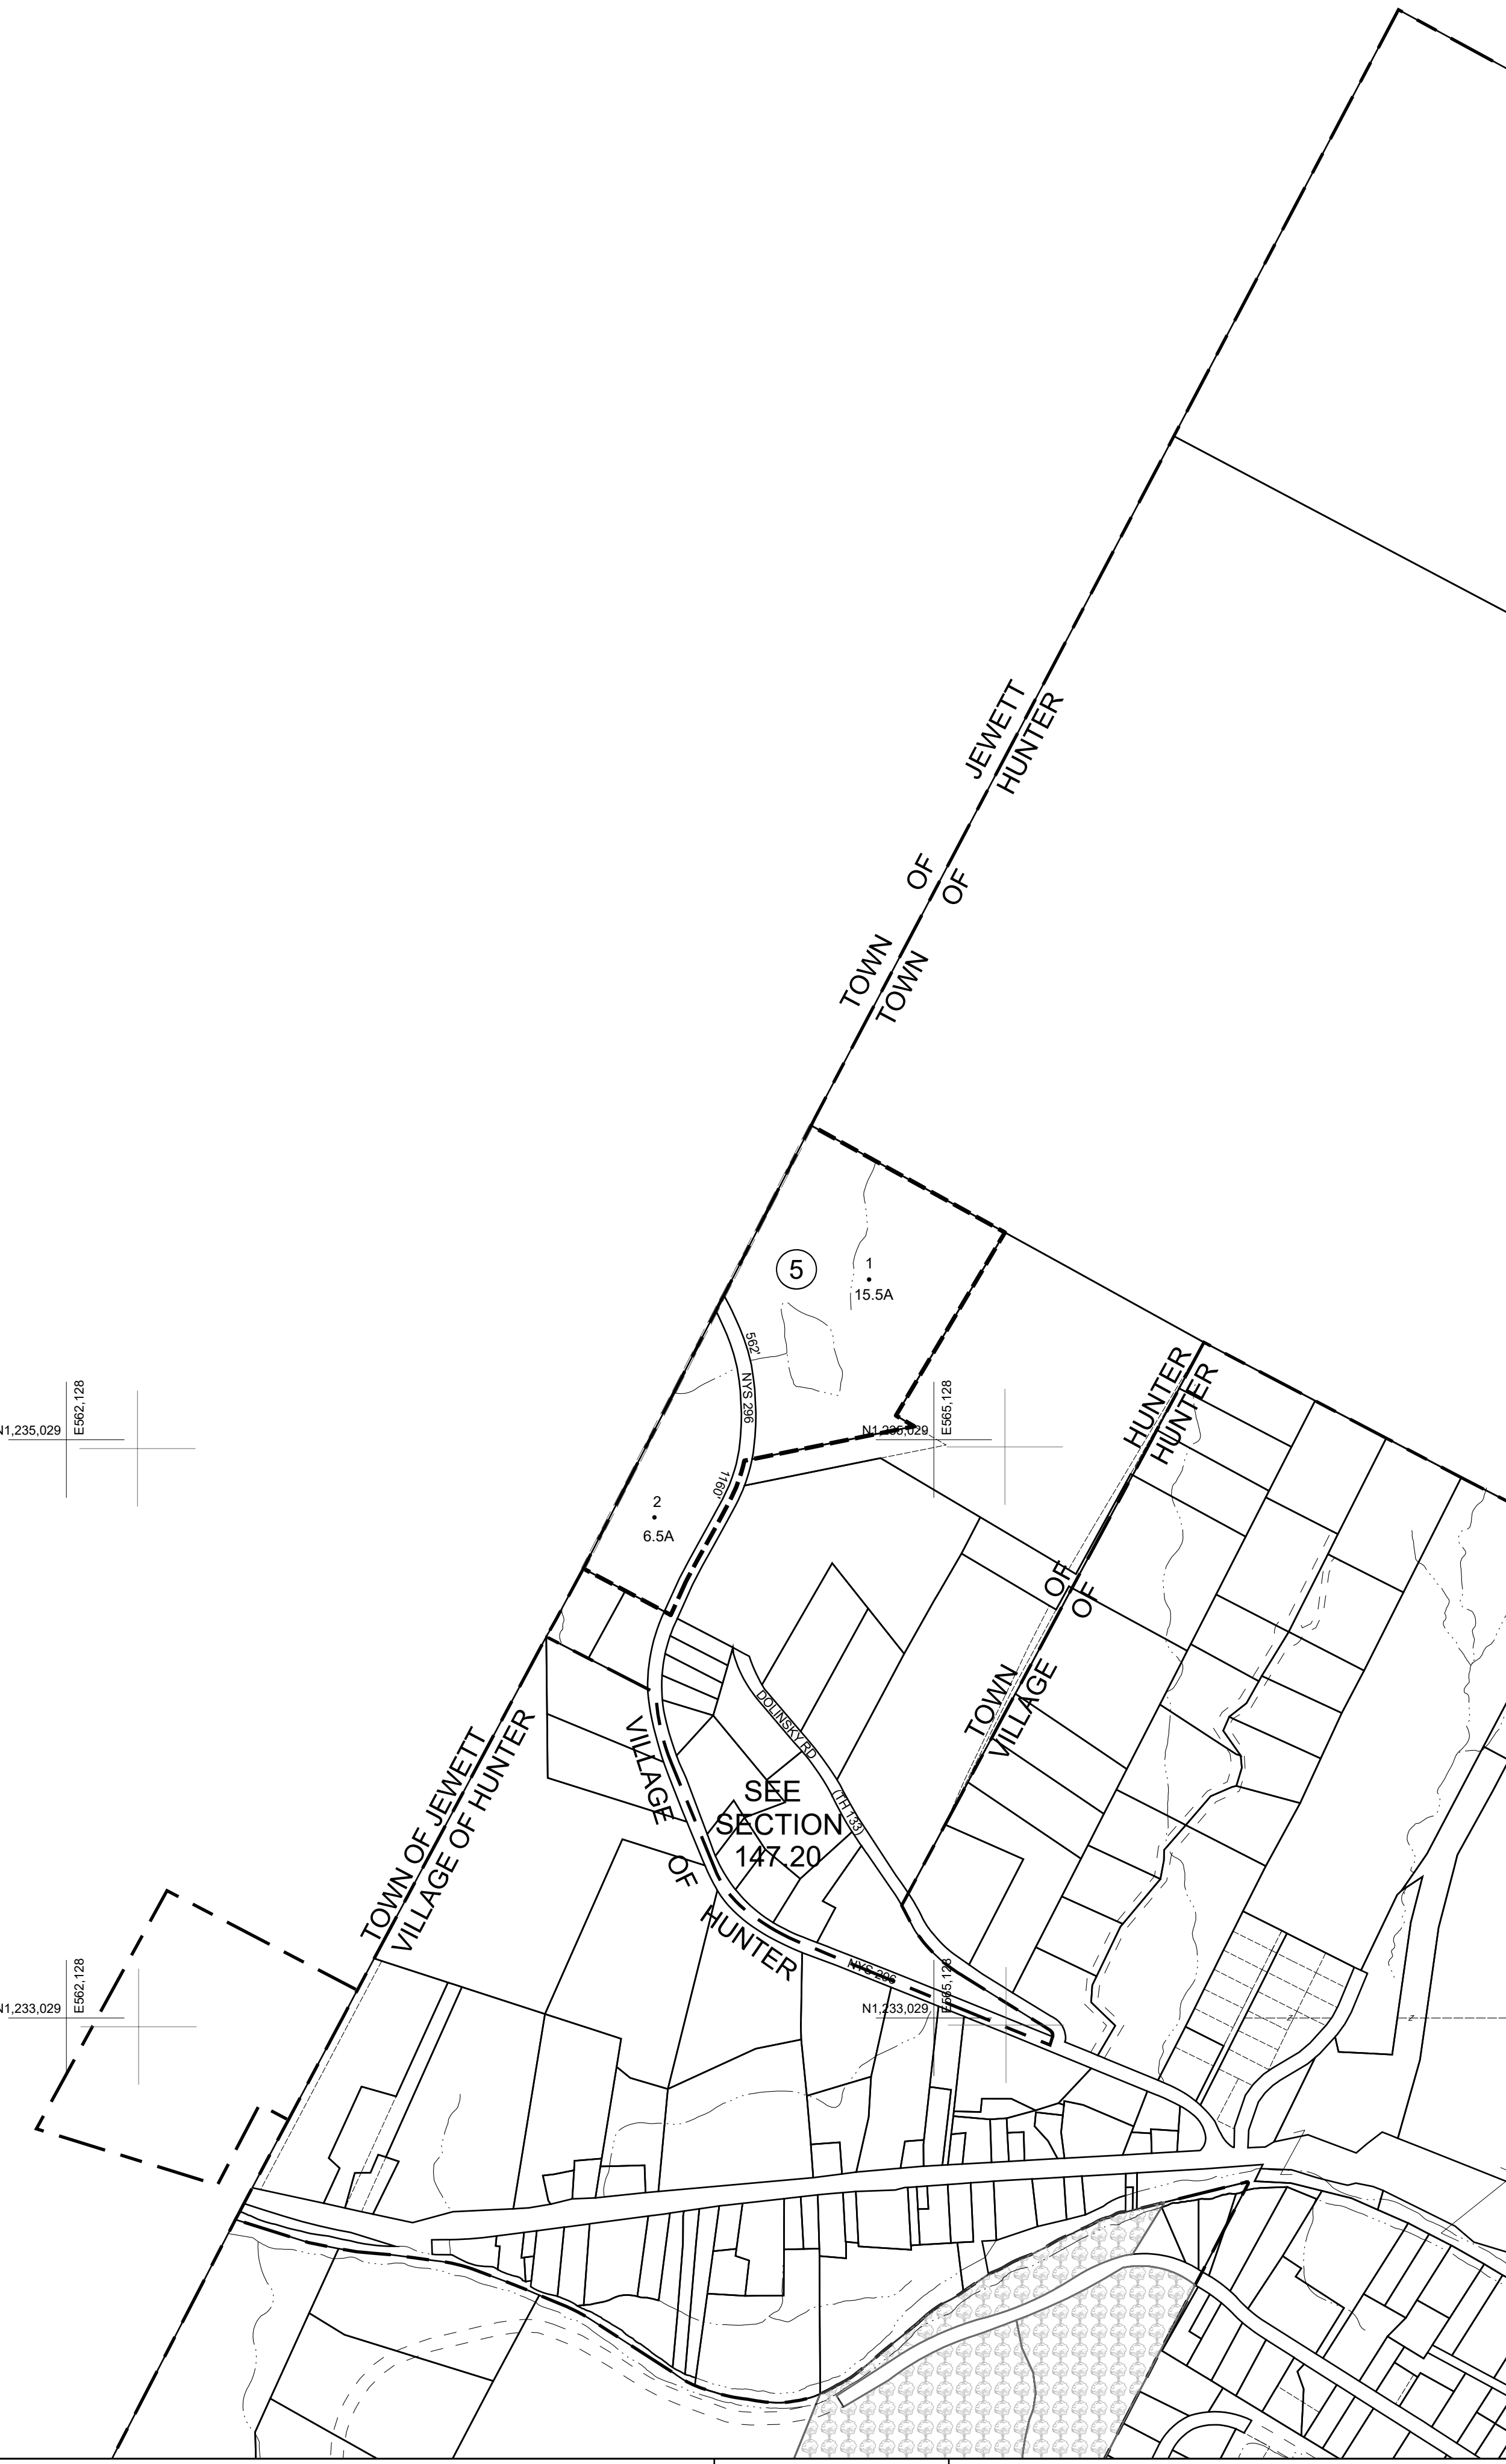 TOWN OF JEWETT
TOWN OF HUNTER
5
1
15.5A
562'
NYS 296
N1,235,029
E562,128
N1,235,029
E565,128
1160'
2
6.5A
TOWN OF HUNTER
VILLAGE OF HUNTER
DOLINSKY RD
(TH 133)
SEE
SECTION
147.20
VILLAGE OF HUNTER
TOWN OF JEWETT
VILLAGE OF HUNTER
NYS 296
N1,233,029
E562,128
N1,233,029
E565,128
Z
Z